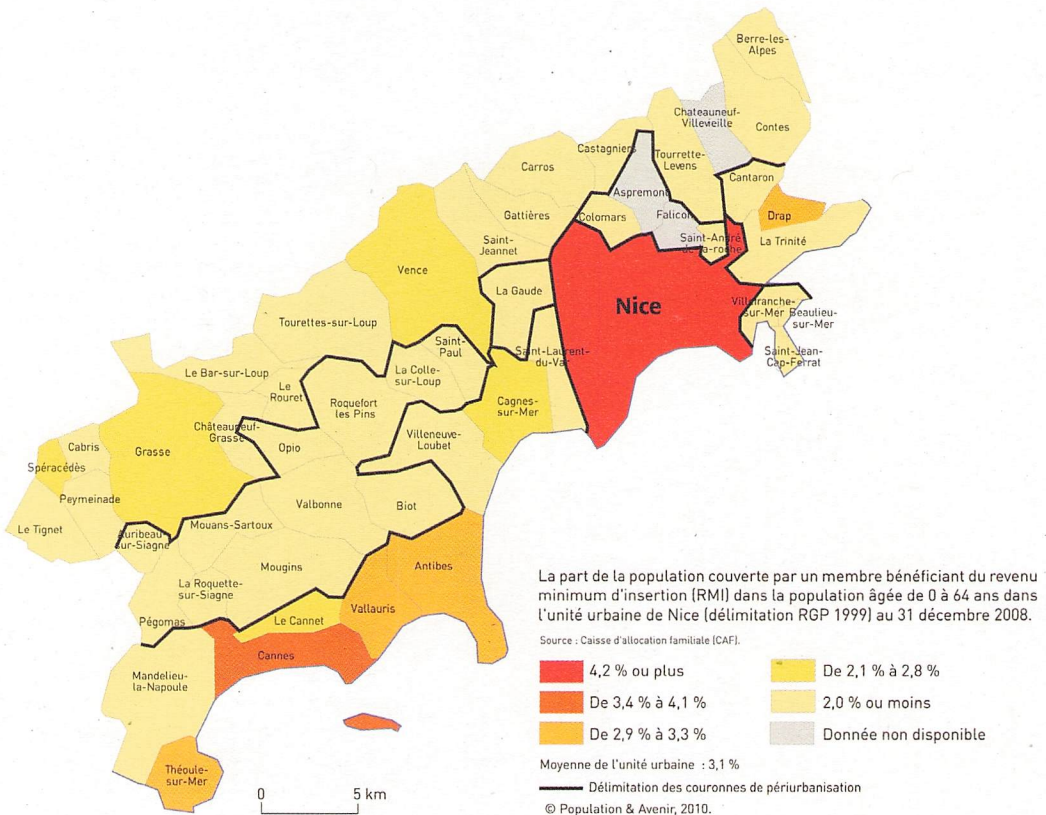 Berre-les-
Alpes
Chateauneuf-
Villevieille
Contes
Castagniers
Tourrette-
Levens
Carros
Cantaron
Aspremont
Drap
Gattières
Colomars
Falicon
Saint-André
de-la-roche
La Trinité
Saint-
Jeannet
Vence
La Gaude
Nice
Villefranche-
sur-Mer
Beaulieu-
sur-Mer
Tourettes-sur-Loup
Saint-
Paul
Saint-Laurent-
du-Var
Saint-Jean-
Cap-Ferrat
Le Bar-sur-Loup
La Colle-
sur-Loup
Le
Rouret
Roquefort
les Pins
Cagnes-
sur-Mer
Châteauneuf-
Grasse
Villeneuve-
Loubet
Cabris
Grasse
Opio
Spéracédès
Peymeinade
Valbonne
Biot
Le Tignet
Auribeau-
sur-Siagne
Mouans-Sartoux
Mougins
Antibes
La Roquette-
sur-Siagne
Vallauris
Pégomas
Le Cannet
Cannes
Mandelieu-
la-Napoule
Théoule-
sur-Mer
0 5 km
La part de la population couverte par un membre bénéficiant du revenu
minimum d'insertion (RMI) dans la population âgée de 0 à 64 ans dans
l'unité urbaine de Nice (délimitation RGP 1999) au 31 décembre 2008.
Source : Caisse d'allocation familiale (CAF).
4,2 % ou plus
De 3,4 % à 4,1 %
De 2,9 % à 3,3 %
De 2,1 % à 2,8 %
2,0 % ou moins
Donnée non disponible
Moyenne de l'unité urbaine : 3,1 %
Délimitation des couronnes de périurbanisation
© Population & Avenir, 2010.